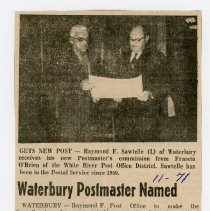 GETS NEW POST — Raymond F. Sawtelle (L) of Waterbury
receives his new Postmaster's commission from Francis
O'Brien of the White River Post Office District. Sawtelle has
been in the Postal Service since 1950.
11-71
Waterbury Postmaster Named
WATERBURY — Raymond F. Post Office to make the